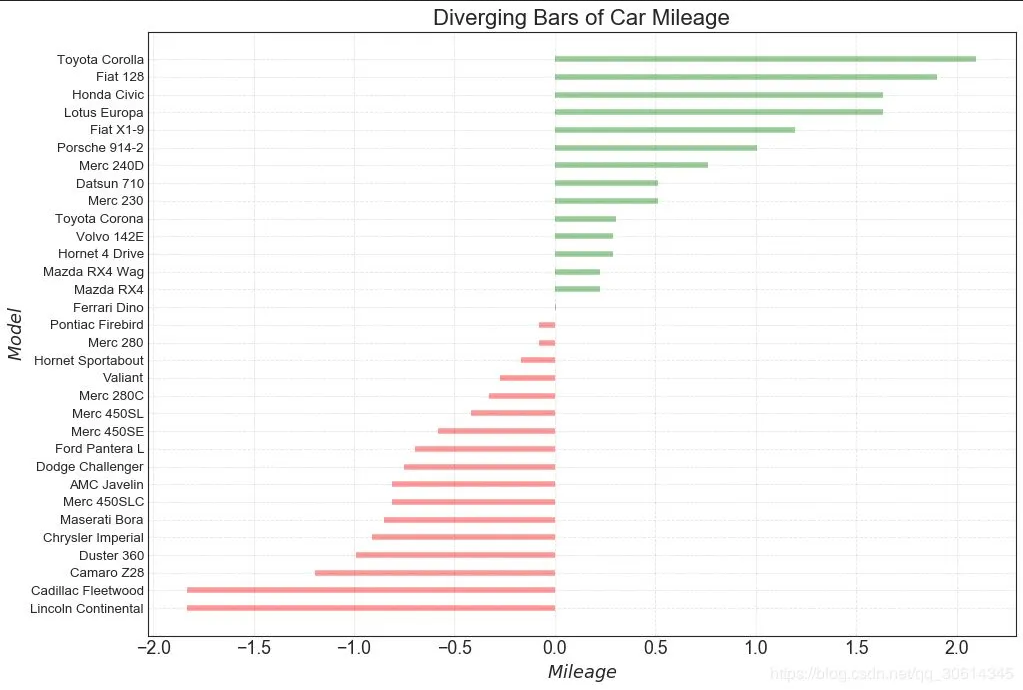 Diverging Bars of Car Mileage
Toyota Corolla
Fiat 128
Honda Civic
Lotus Europa
Fiat X1-9
Porsche 914-2
Merc 240D
Datsun 710
Merc 230
Toyota Corona
Volvo 142E
Hornet 4 Drive
Mazda RX4 Wag
Mazda RX4
Ferrari Dino
Pontiac Firebird
Merc 280
Hornet Sportabout
Valiant
Merc 280C
Merc 450SL
Merc 450SE
Ford Pantera L
Dodge Challenger
AMC Javelin
Merc 450SLC
Maserati Bora
Chrysler Imperial
Duster 360
Camaro Z28
Cadillac Fleetwood
Lincoln Continental
Model
−2.0 −1.5 −1.0 −0.5 0.0 0.5 1.0 1.5 2.0
Mileage
https://blog.csdn.net/qq_30614345